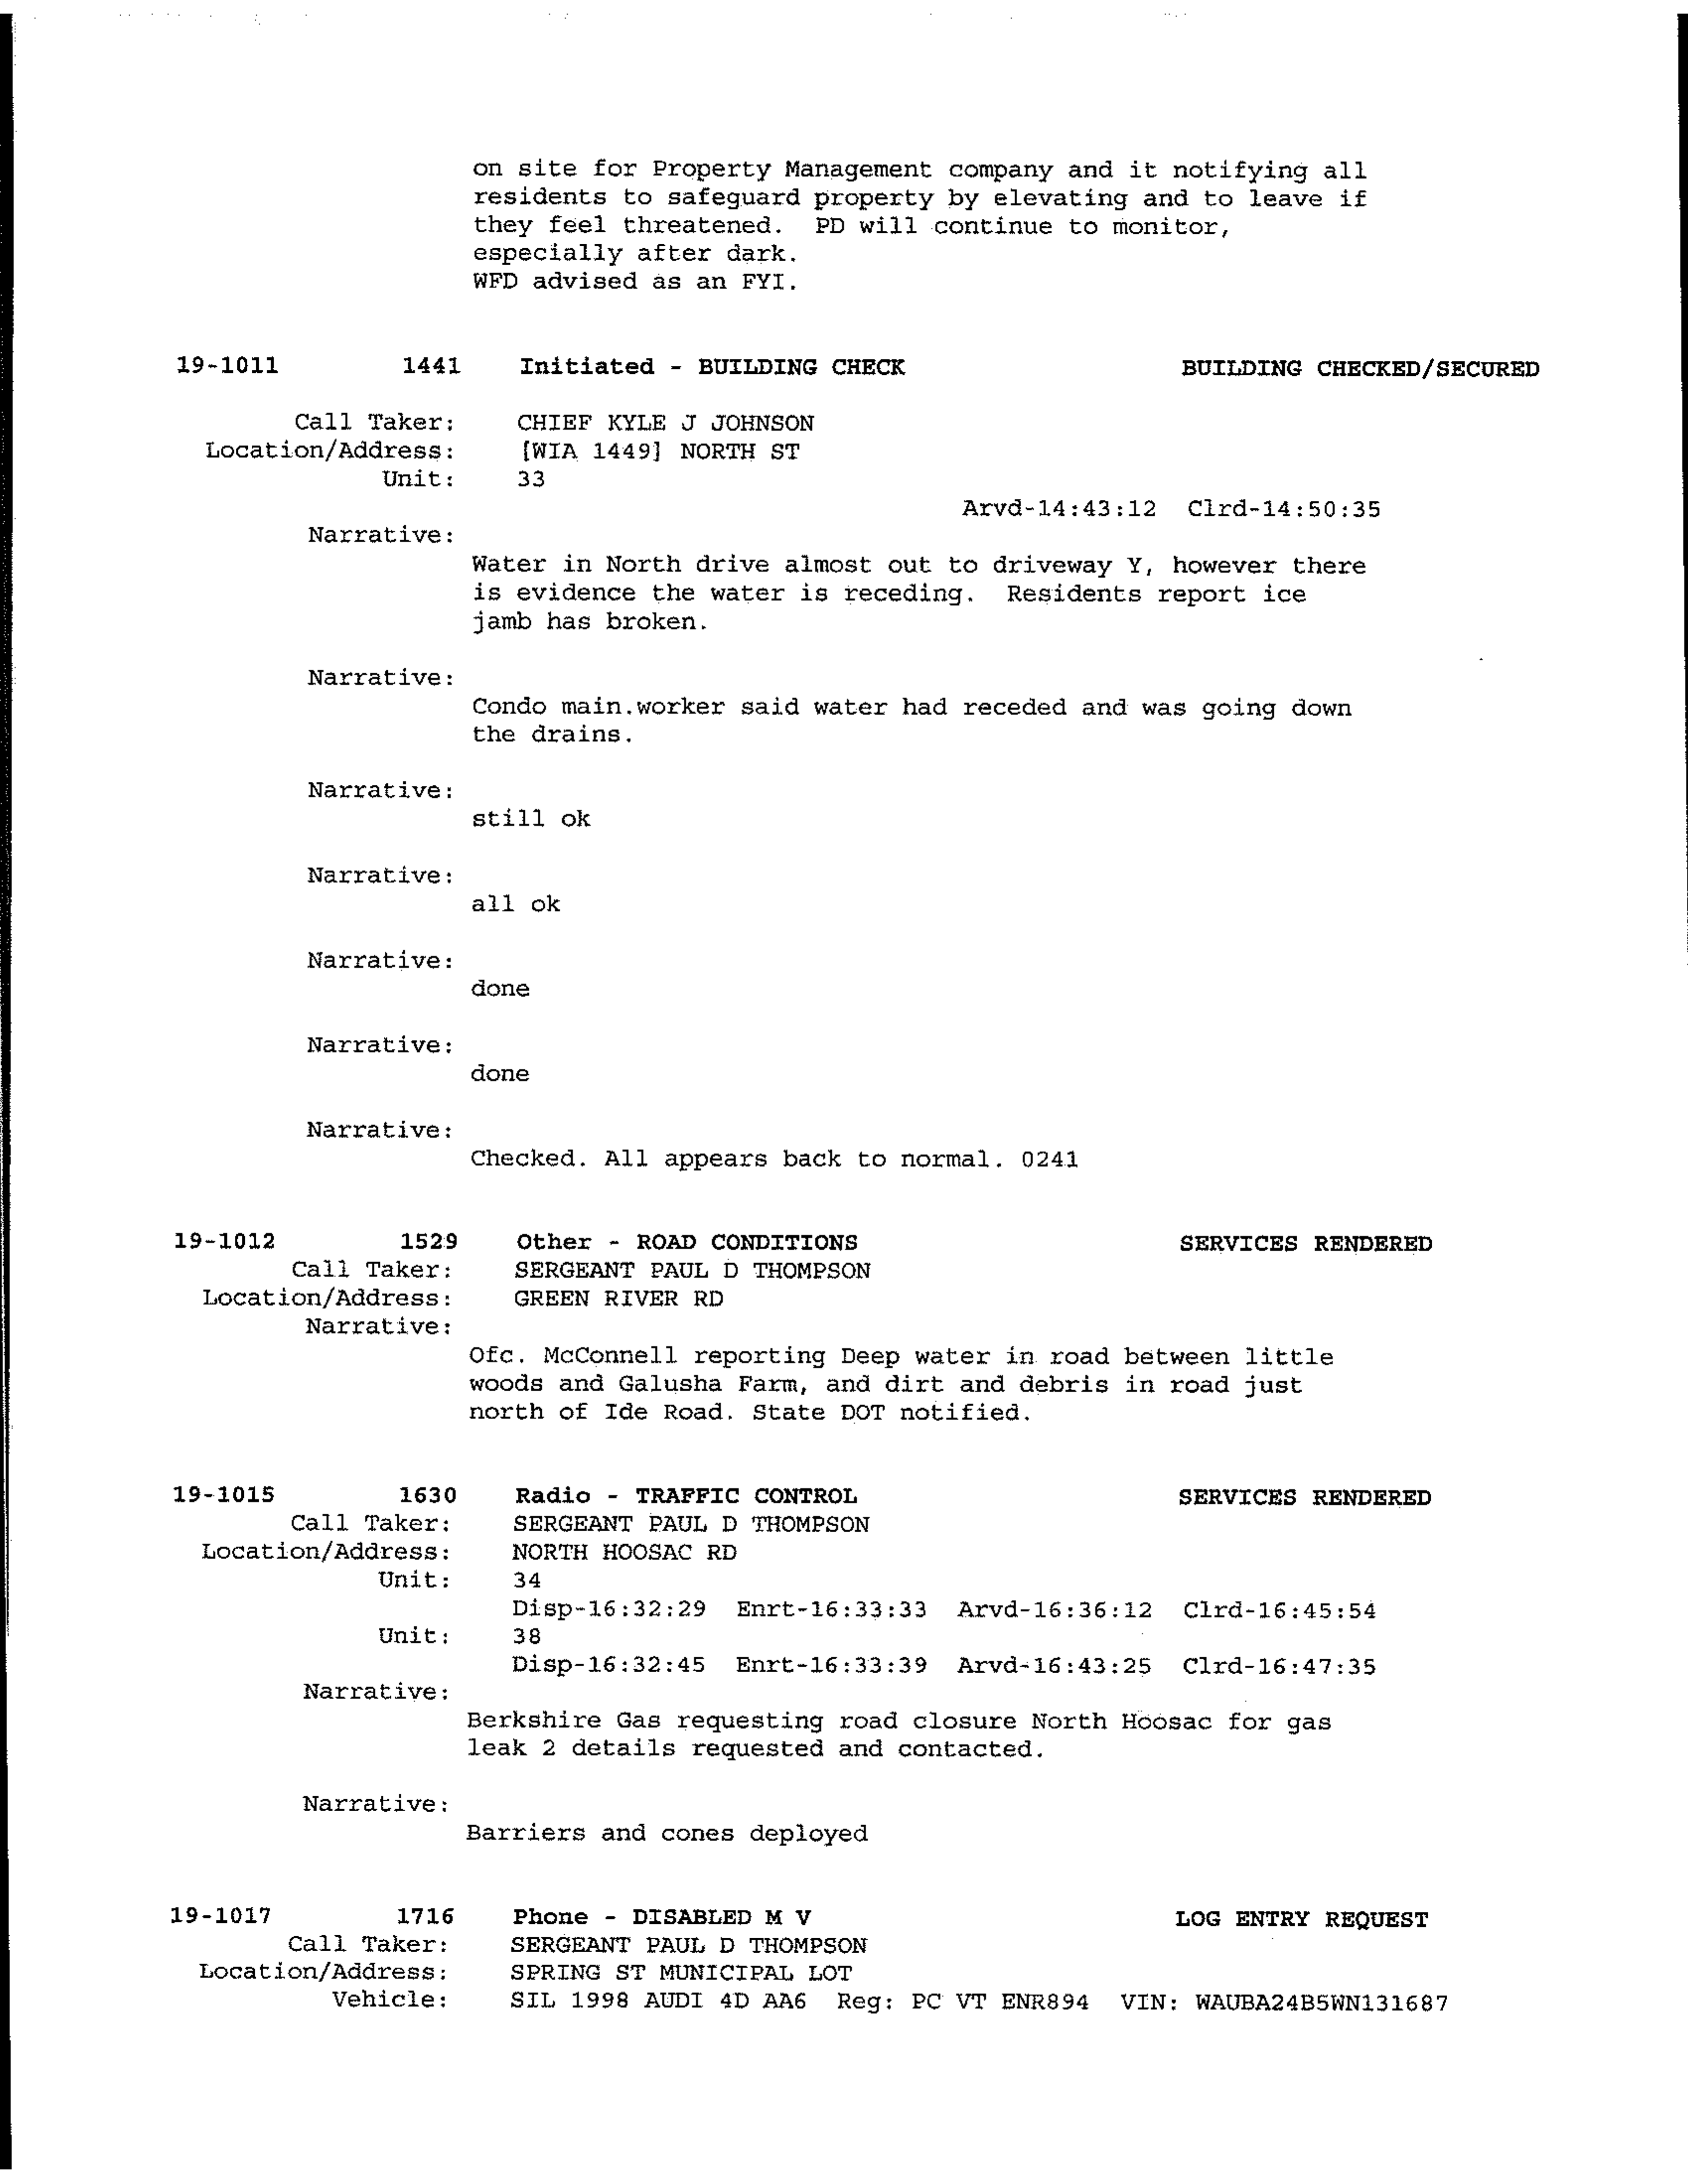 on site for Property Management company and it notifying all
residents to safeguard property by elevating and to leave if
they feel threatened. PD will continue to monitor,
especially after dark.
WFD advised as an FYI.
19-1011 1441 Initiated - BUILDING CHECK BUILDING CHECKED/SECURED
Call Taker: CHIEF KYLE J JOHNSON
Location/Address: [WIA 1449] NORTH ST
Unit: 33
Arvd-14:43:12 Clrd-14:50:35
Narrative:
Water in North drive almost out to driveway Y, however there
is evidence the water is receding. Residents report ice
jamb has broken.
Narrative:
Condo main.worker said water had receded and was going down
the drains.
Narrative:
still ok
Narrative:
all ok
Narrative:
done
Narrative:
done
Narrative:
Checked. All appears back to normal. 0241
19-1012 1529 Other - ROAD CONDITIONS SERVICES RENDERED
Call Taker: SERGEANT PAUL D THOMPSON
Location/Address: GREEN RIVER RD
Narrative:
Ofc. McConnell reporting Deep water in road between little
woods and Galusha Farm, and dirt and debris in road just
north of Ide Road. State DOT notified.
19-1015 1630 Radio - TRAFFIC CONTROL SERVICES RENDERED
Call Taker: SERGEANT PAUL D THOMPSON
Location/Address: NORTH HOOSAC RD
Unit: 34
Disp-16:32:29 Enrt-16:33:33 Arvd-16:36:12 Clrd-16:45:54
Unit: 38
Disp-16:32:45 Enrt-16:33:39 Arvd-16:43:25 Clrd-16:47:35
Narrative:
Berkshire Gas requesting road closure North Hoosac for gas
leak 2 details requested and contacted.
Narrative:
Barriers and cones deployed
19-1017 1716 Phone - DISABLED M V LOG ENTRY REQUEST
Call Taker: SERGEANT PAUL D THOMPSON
Location/Address: SPRING ST MUNICIPAL LOT
Vehicle: SIL 1998 AUDI 4D AA6 Reg: PC VT ENR894 VIN: WAUBA24B5WN131687